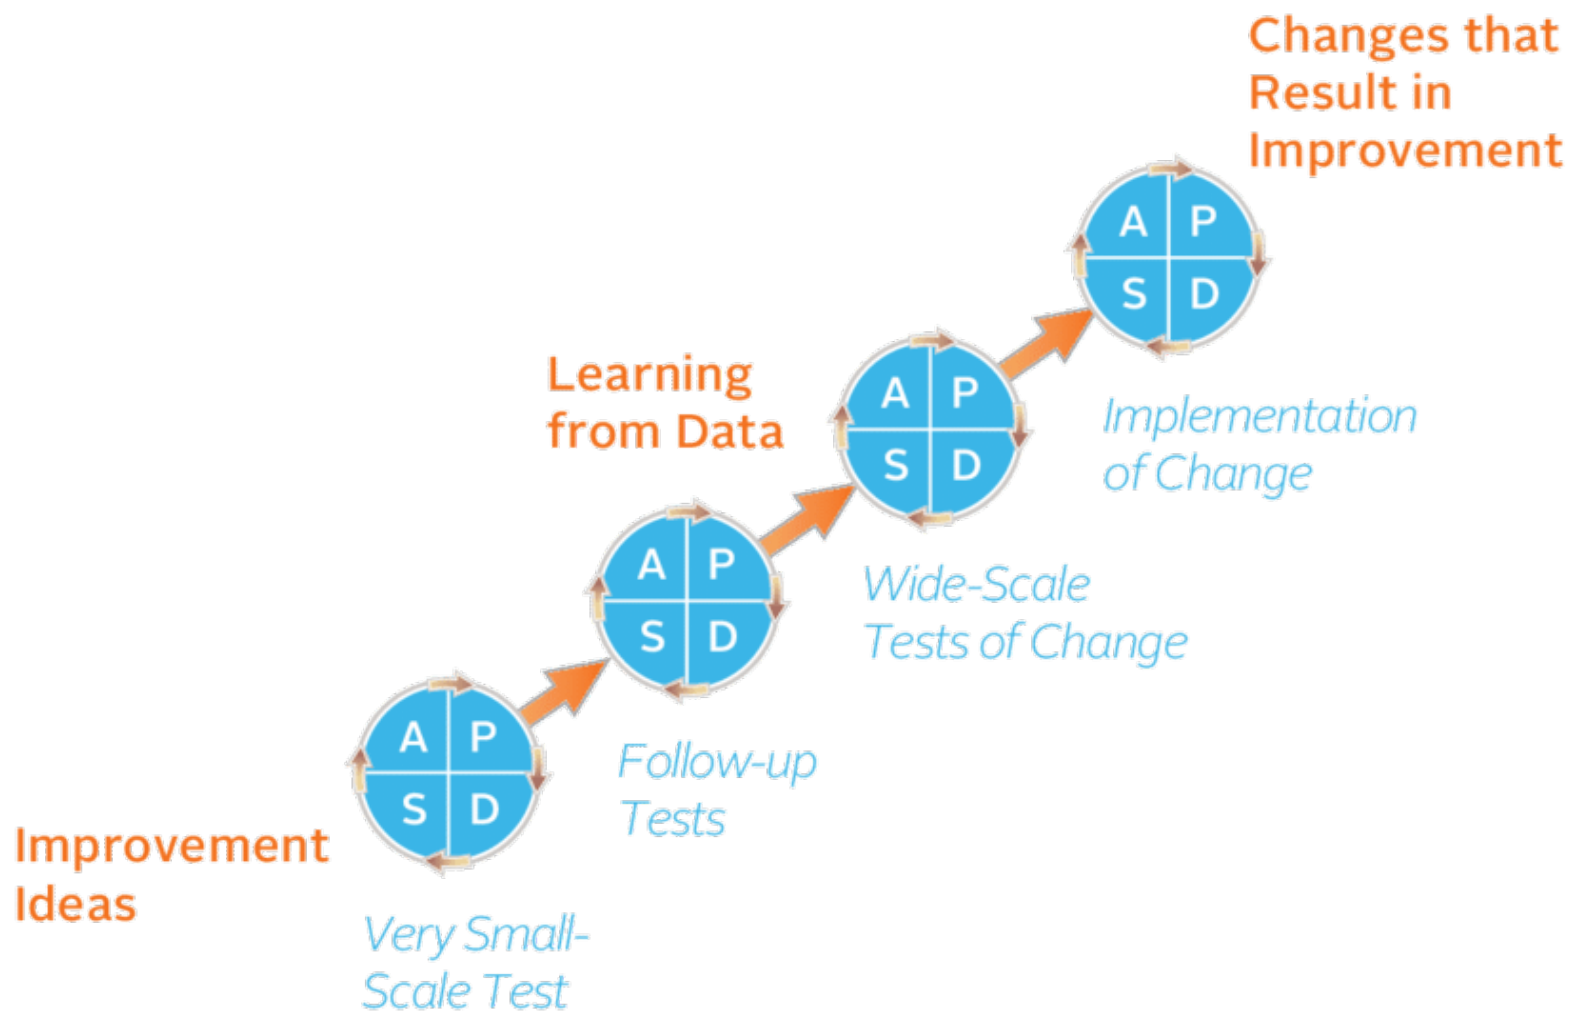 Changes that
Result in
Improvement
A P
S D
Implementation
of Change
Learning
from Data
A P
S D
Wide-Scale
Tests of Change
A P
S D
Follow-up
Tests
A P
S D
Improvement
Ideas
Very Small-
Scale Test